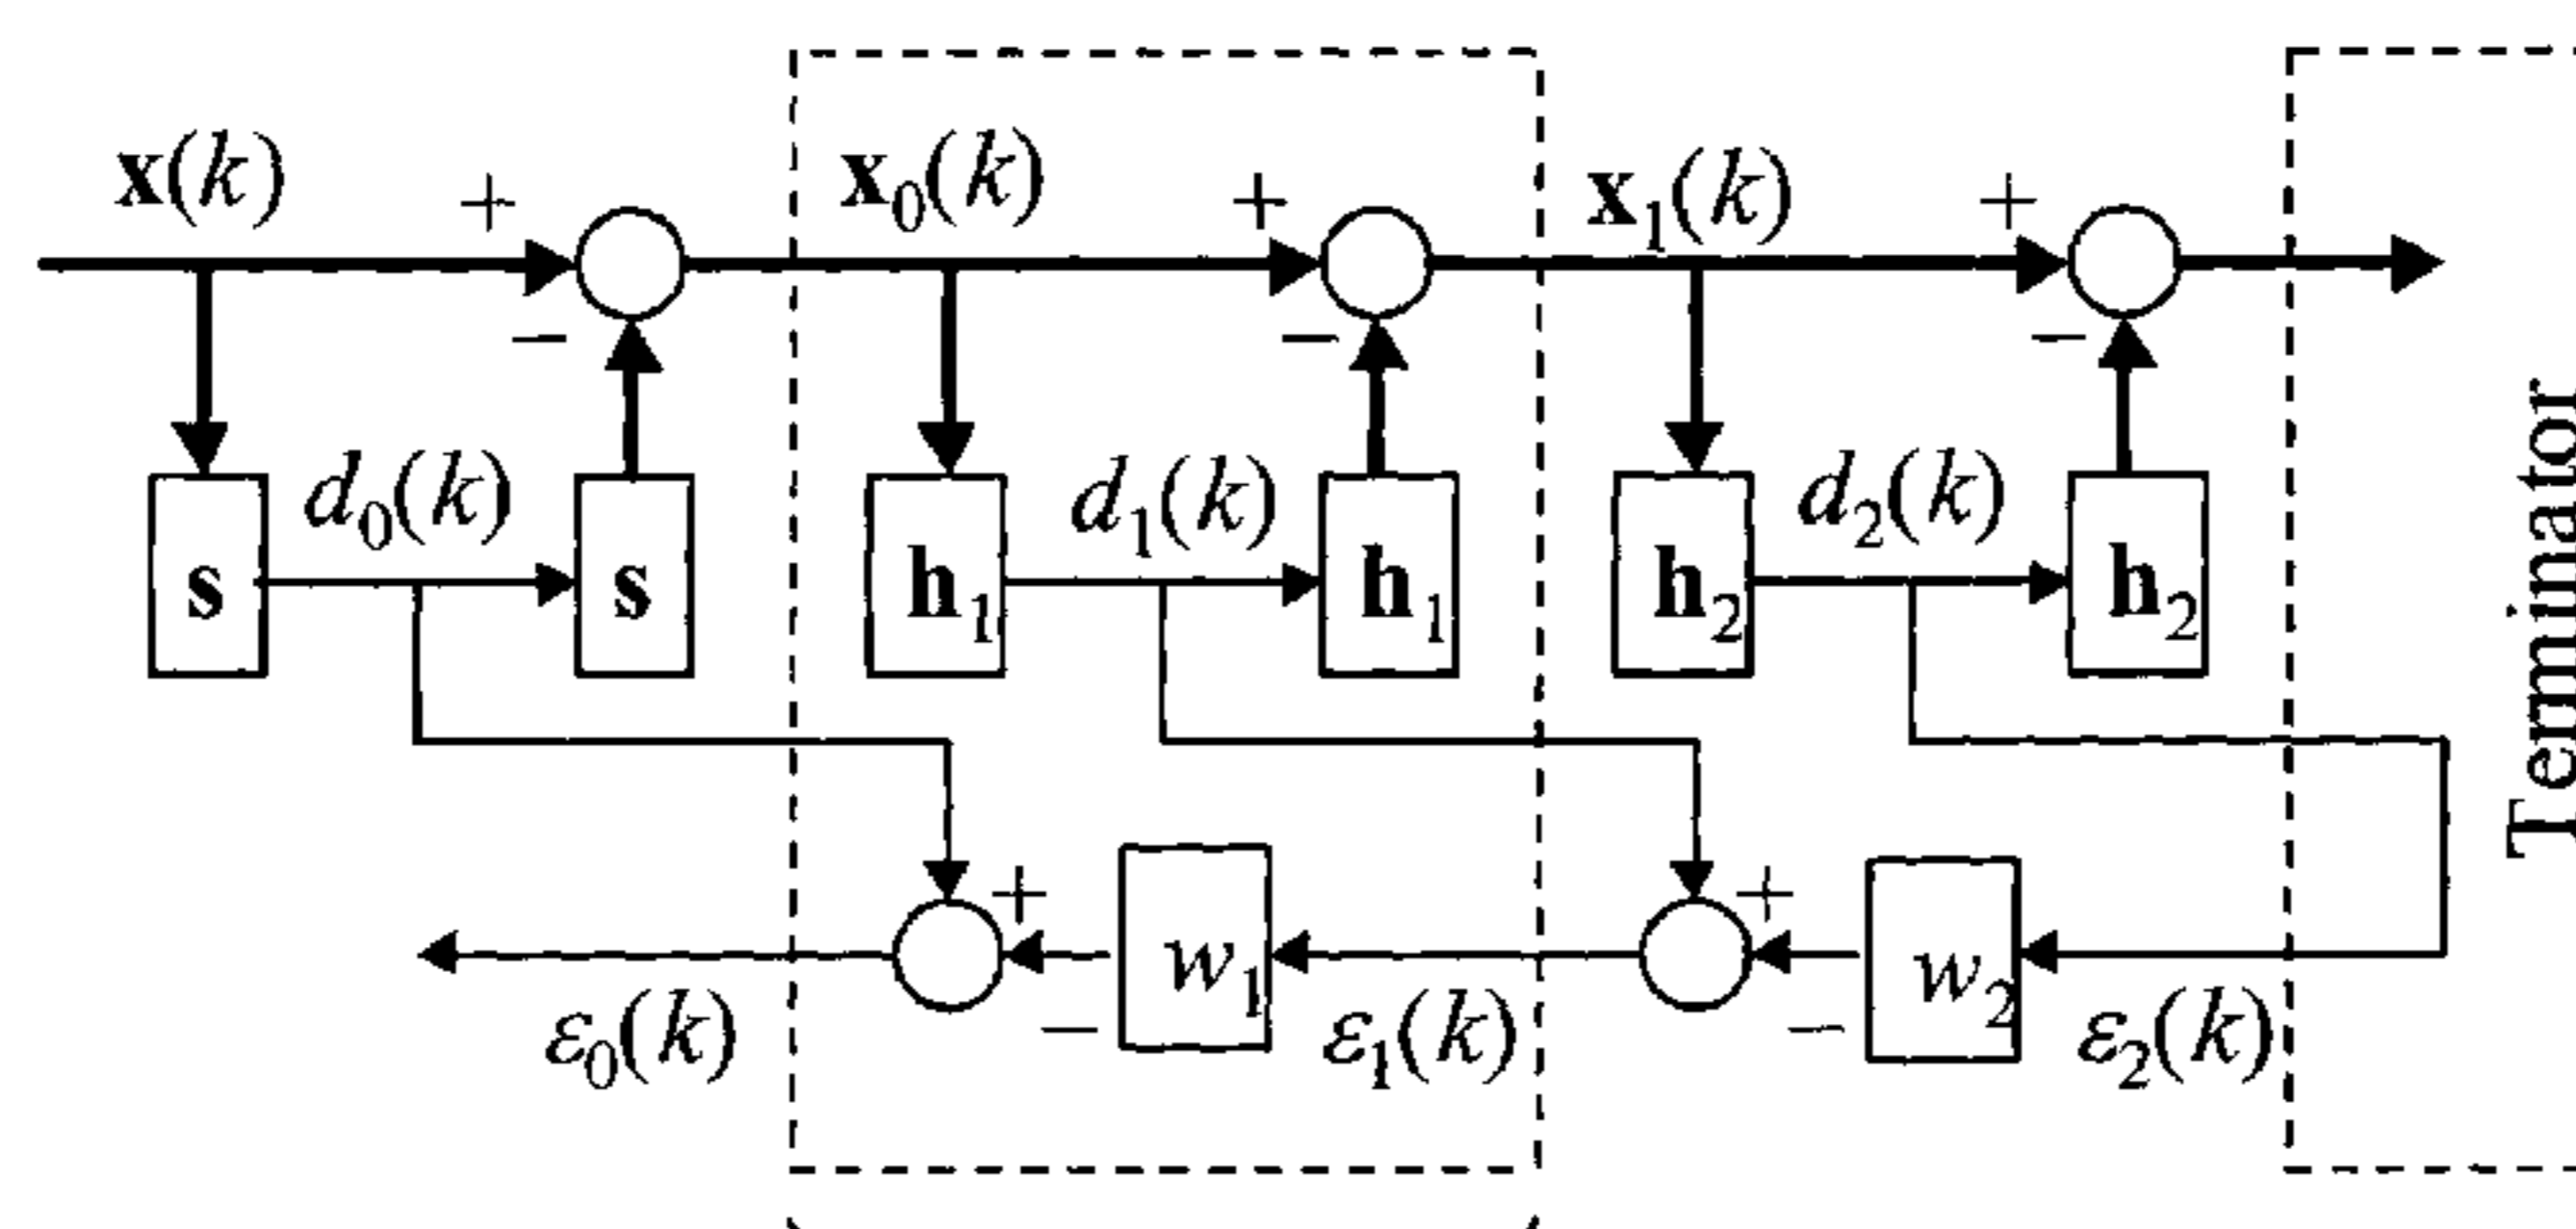 x(k) + x₀(k) + x₁(k) +
− − −
d₀(k) d₁(k) d₂(k)
s s h₁ h₁ h₂ h₂
Terminator
+ +
w₁ w₂
− −
ε₀(k) ε₁(k) ε₂(k)